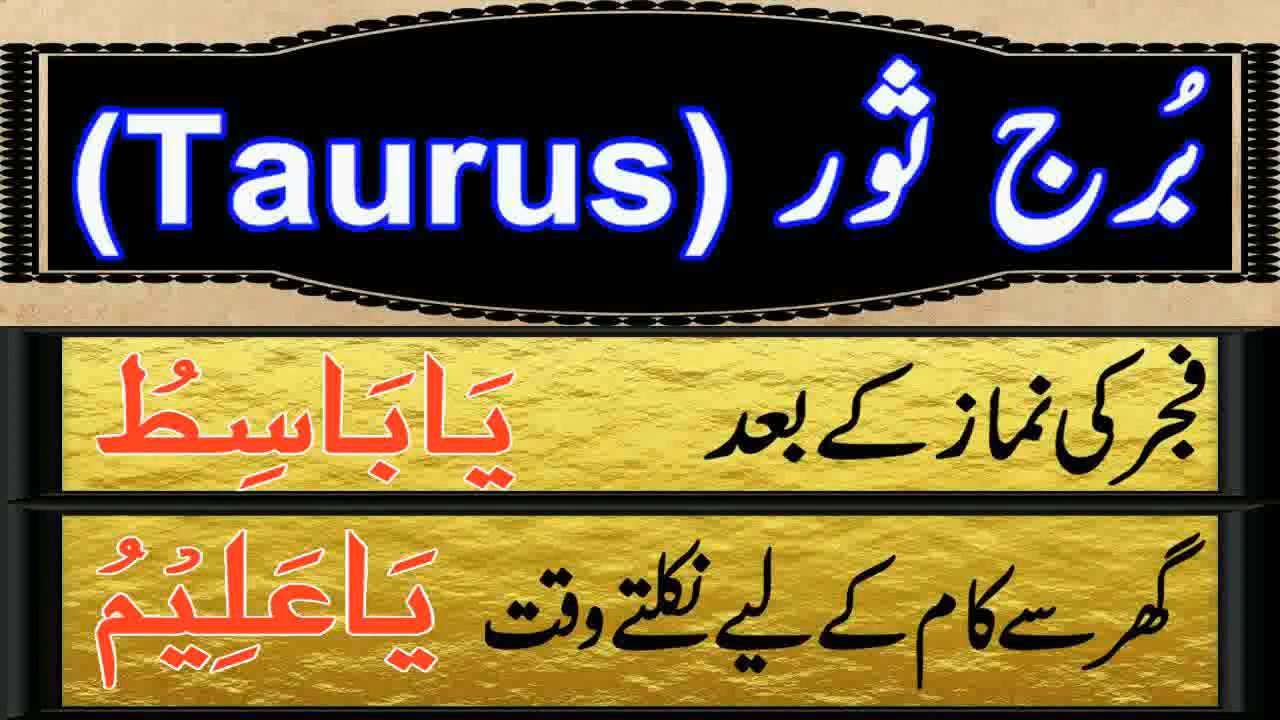 بُرج ثور (Taurus)
فجر کی نماز کے بعد يَابَاسِطُ
گھر سے کام کے لیے نکلتے وقت يَاعَلِيْمُ